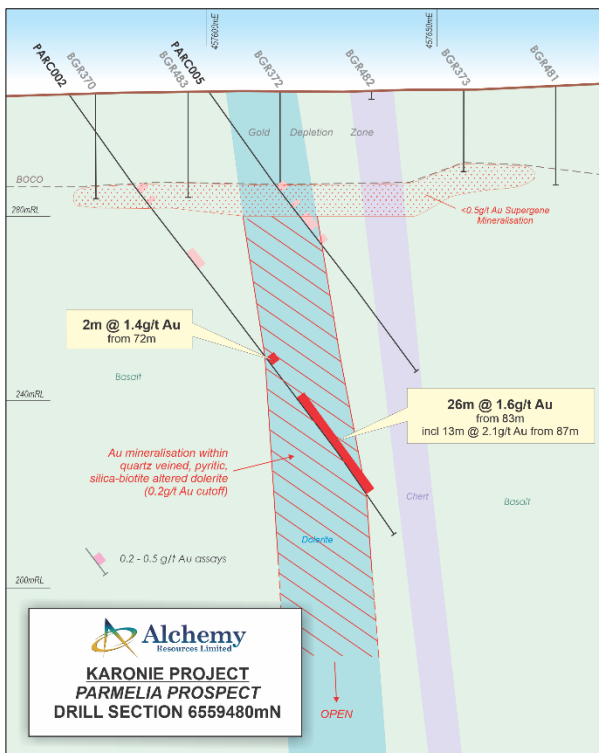 457600mE
457650mE
PARC002
BGR370
BGR483
PARC005
BGR372
BGR482
BGR373
BGR481
Gold Depletion Zone
BOCO
280mRL
<0.5g/t Au Supergene
Mineralisation
2m @ 1.4g/t Au
from 72m
Basalt
240mRL
26m @ 1.6g/t Au
from 83m
incl 13m @ 2.1g/t Au from 87m
Au mineralisation within
quartz veined, pyritic,
silica-biotite altered dolerite
(0.2g/t Au cutoff)
Chert
Basalt
Dolerite
0.2 - 0.5 g/t Au assays
200mRL
Alchemy
Resources Limited
KARONIE PROJECT
PARMELIA PROSPECT
DRILL SECTION 6559480mN
OPEN